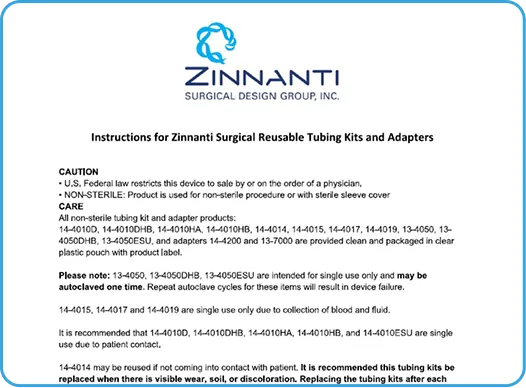 ZINNANTI
SURGICAL DESIGN GROUP, INC.
Instructions for Zinnanti Surgical Reusable Tubing Kits and Adapters
CAUTION
• U.S. Federal law restricts this device to sale by or on the order of a physician.
• NON-STERILE: Product is used for non-sterile procedure or with sterile sleeve cover
CARE
All non-sterile tubing kit and adapter products:
14-4010D, 14-4010DHB, 14-4010HA, 14-4010HB, 14-4014, 14-4015, 14-4017, 14-4019, 13-4050, 13-
4050DHB, 13-4050ESU, and adapters 14-4200 and 13-7000 are provided clean and packaged in clear
plastic pouch with product label.
Please note: 13-4050, 13-4050DHB, 13-4050ESU are intended for single use only and may be
autoclaved one time. Repeat autoclave cycles for these items will result in device failure.
14-4015, 14-4017 and 14-4019 are single use only due to collection of blood and fluid.
It is recommended that 14-4010D, 14-4010DHB, 14-4010HA, 14-4010HB, and 14-4010ESU are single
use due to patient contact.
14-4014 may be reused if not coming into contact with patient. It is recommended this tubing kits be
replaced when there is visible wear, soil, or discoloration. Replacing the tubing kits after each